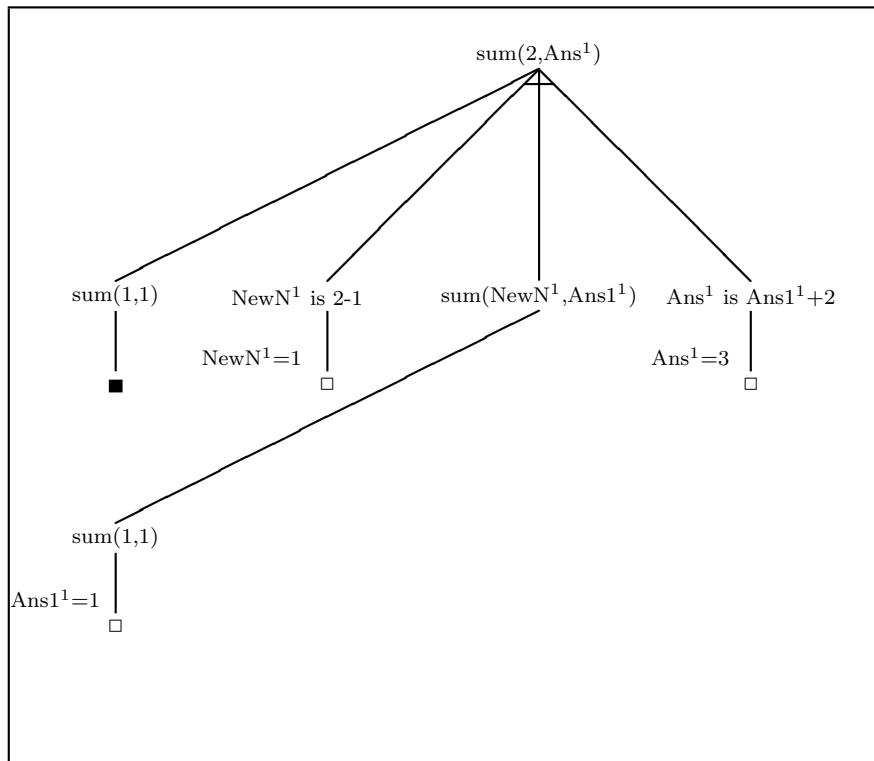 sum(2,Ans¹)
sum(1,1)
NewN¹ is 2-1
sum(NewN¹,Ans1¹)
Ans¹ is Ans1¹+2
NewN¹=1
Ans¹=3
sum(1,1)
Ans1¹=1